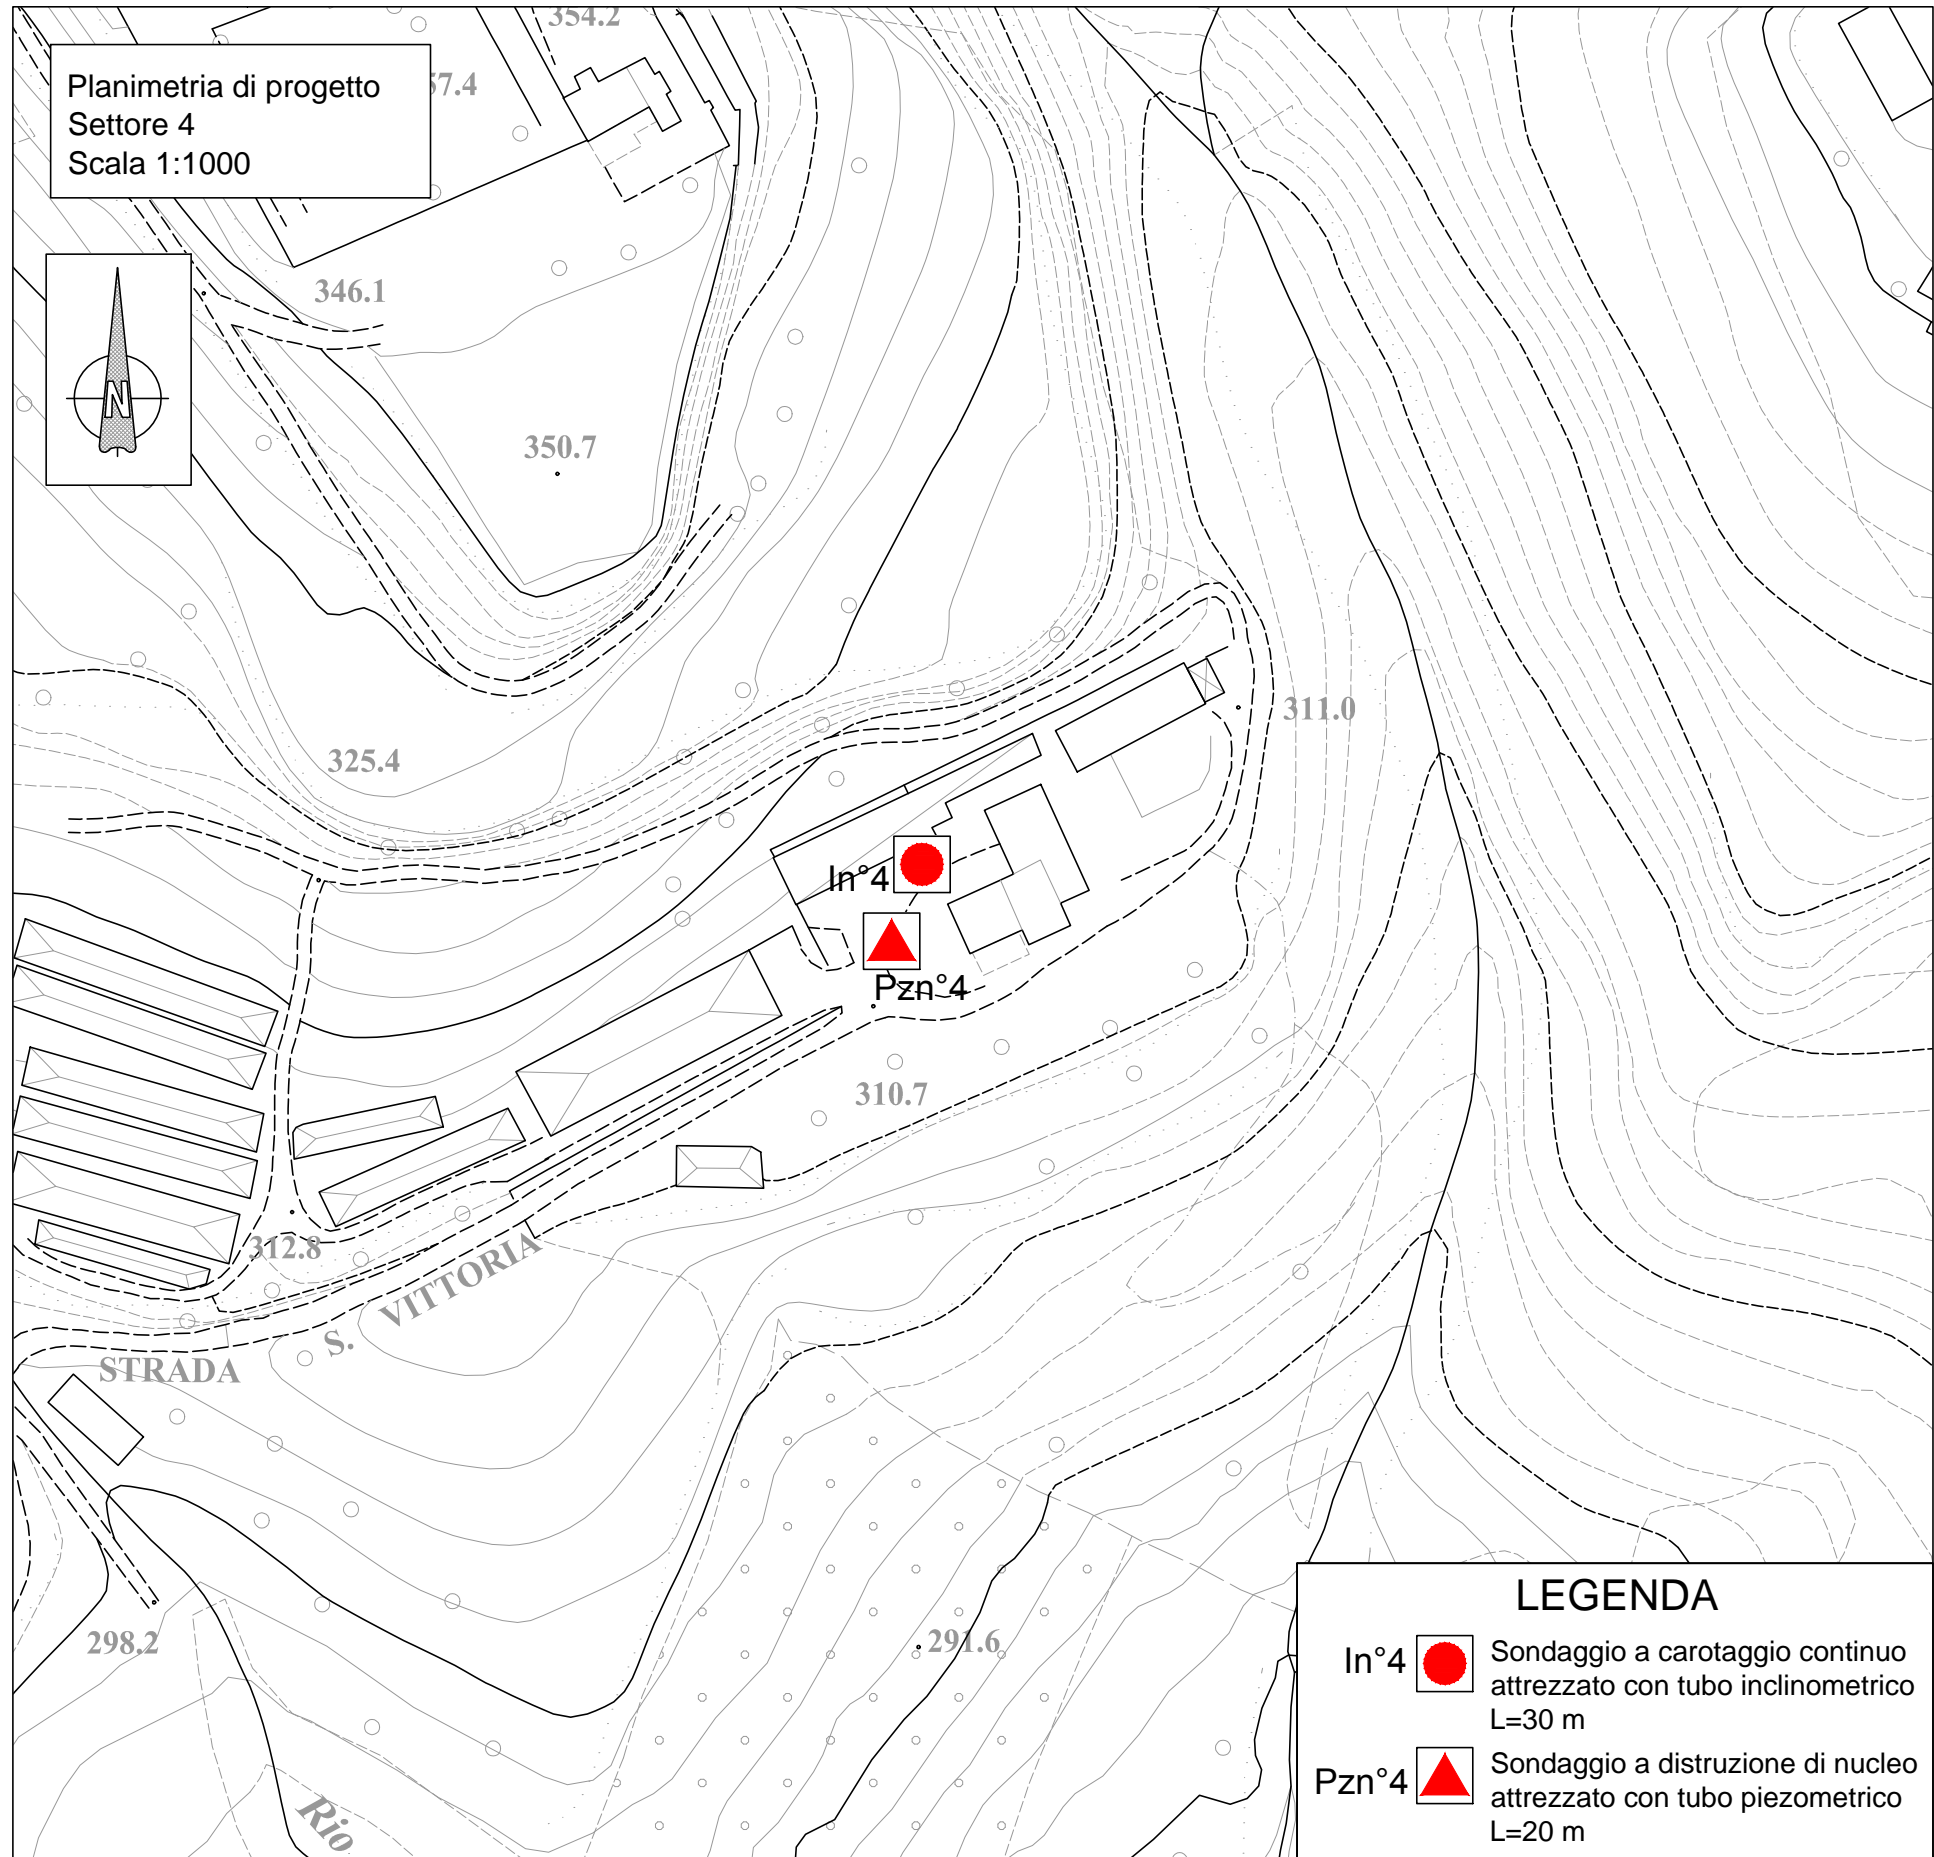 354.2
Planimetria di progetto
Settore 4
Scala 1:1000
57.4
346.1
N
350.7
311.0
325.4
In°4
Pzn°4
310.7
312.8
STRADA S. VITTORIA
298.2
291.6
Rio
LEGENDA
In°4
Sondaggio a carotaggio continuo
attrezzato con tubo inclinometrico
L=30 m
Pzn°4
Sondaggio a distruzione di nucleo
attrezzato con tubo piezometrico
L=20 m